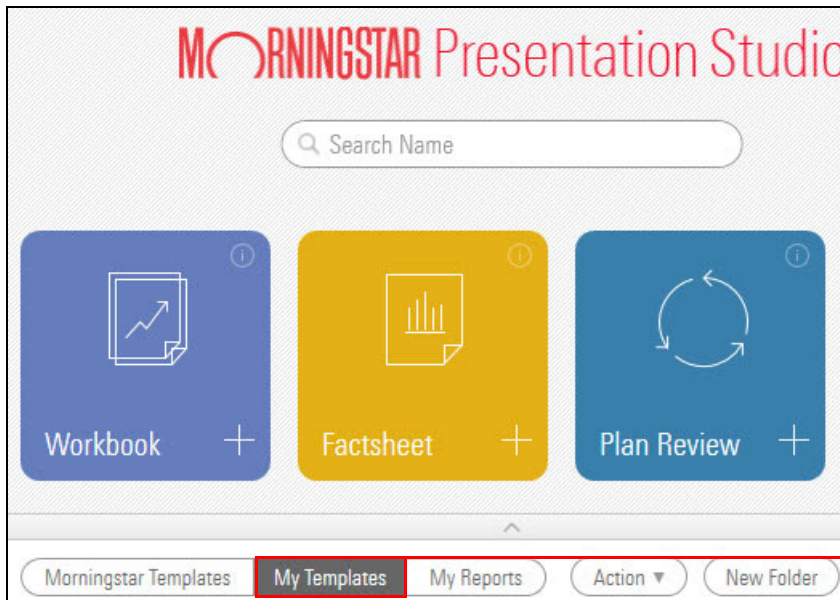 MORNINGSTAR Presentation Studio
Search Name
Workbook
Factsheet
Plan Review
Morningstar Templates My Templates My Reports Action ▼ New Folder